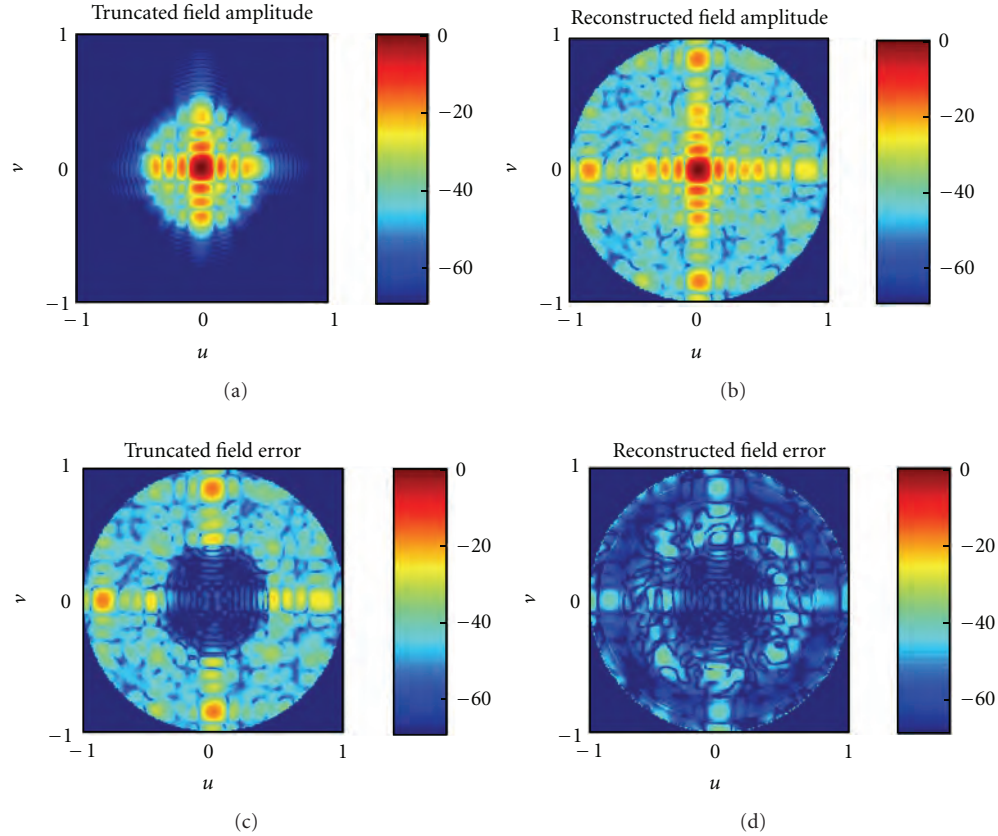 Truncated field amplitude
1
0
−1
v
−1
0
1
u
0
−20
−40
−60
(a)
Reconstructed field amplitude
1
0
−1
v
−1
0
1
u
0
−20
−40
−60
(b)
Truncated field error
1
0
−1
v
−1
0
1
u
0
−20
−40
−60
(c)
Reconstructed field error
1
0
−1
v
−1
0
1
u
0
−20
−40
−60
(d)